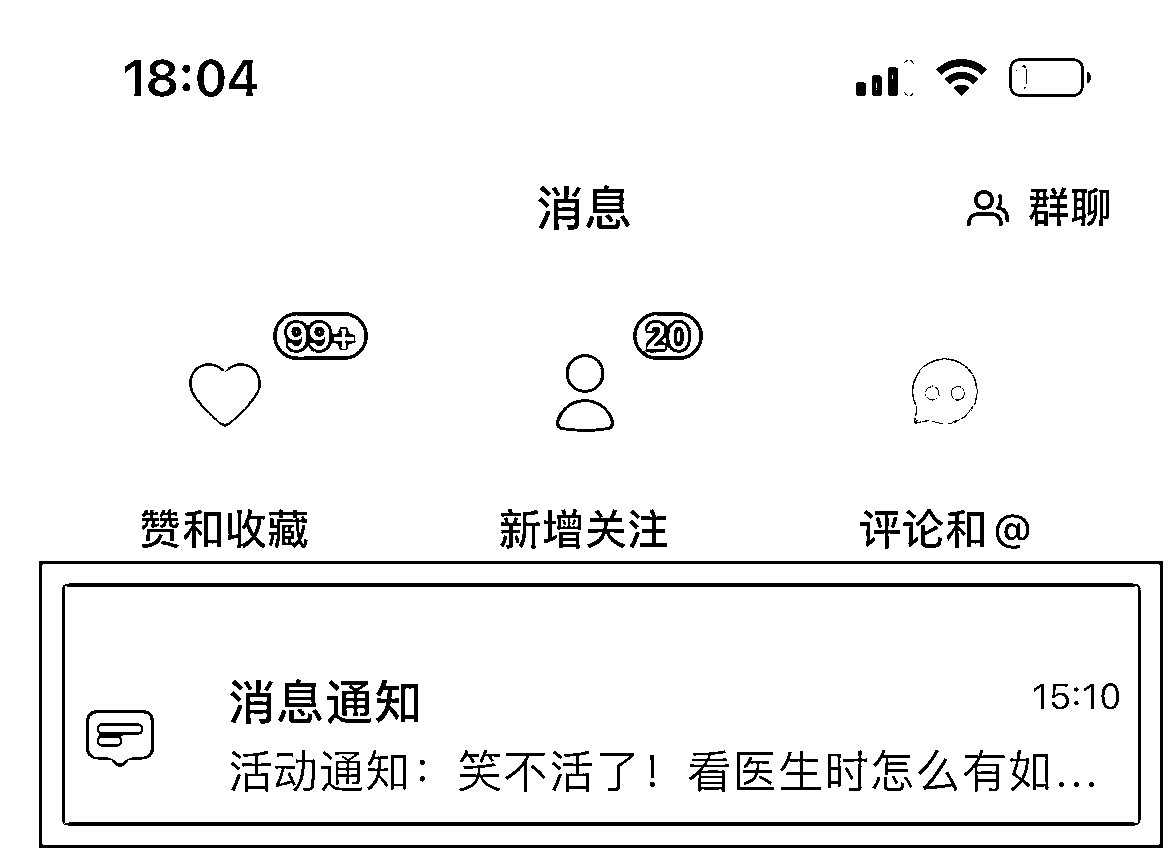 18:04
消息
群聊
99+
20
赞和收藏
新增关注
评论和@
消息通知
15:10
活动通知：笑不活了！看医生时怎么有如...